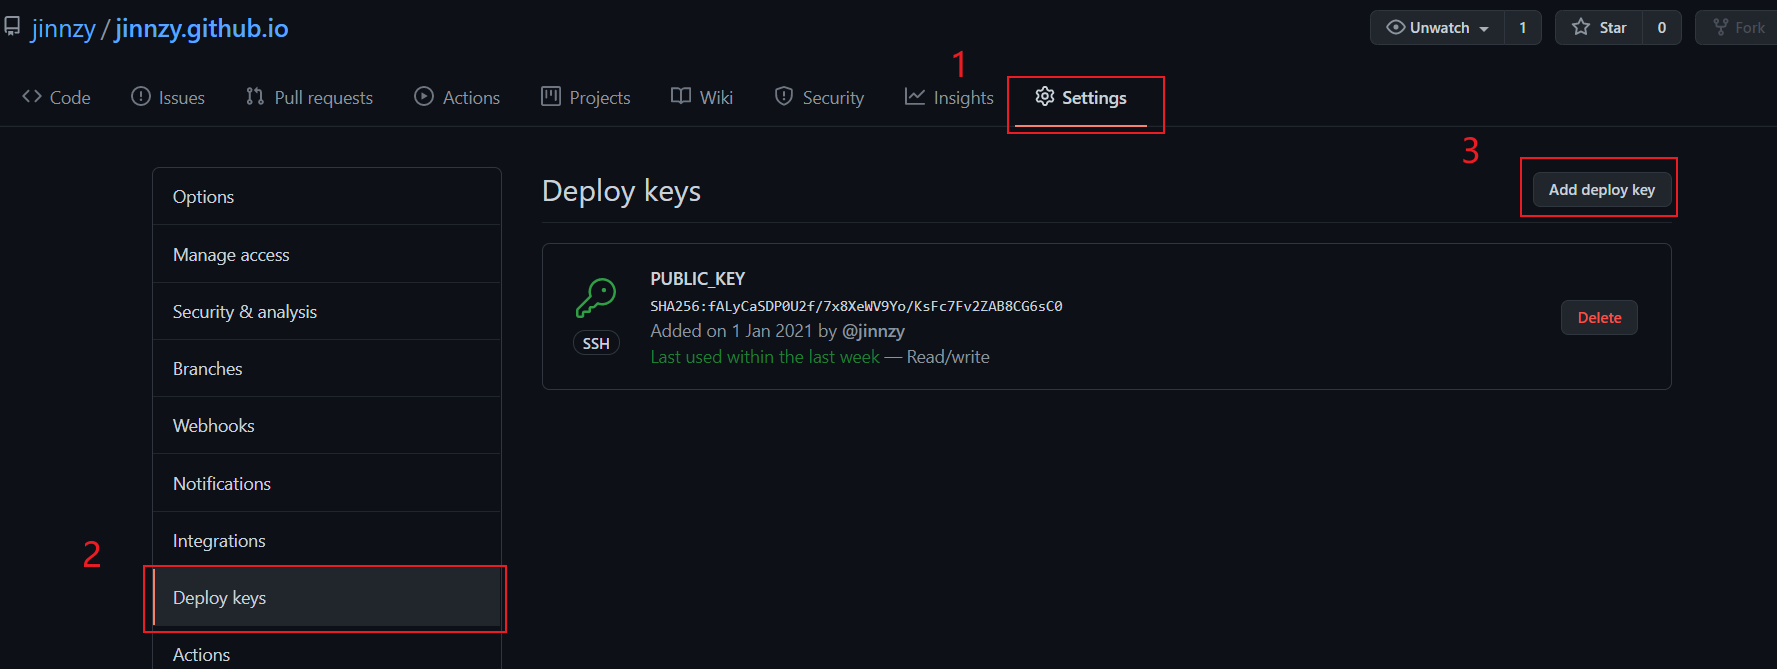 jinnzy / jinnzy.github.io
Unwatch 1 Star 0 Fork
1
Code Issues Pull requests Actions Projects Wiki Security Insights Settings
3
Options
Deploy keys
Add deploy key
Manage access
PUBLIC_KEY
SHA256:fALyCaSDP0U2f/7x8XeWV9Yo/KsFc7Fv2ZAB8CG6sC0
Security & analysis
Added on 1 Jan 2021 by @jinnzy
Delete
SSH
Last used within the last week — Read/write
Branches
Webhooks
Notifications
Integrations
2
Deploy keys
Actions